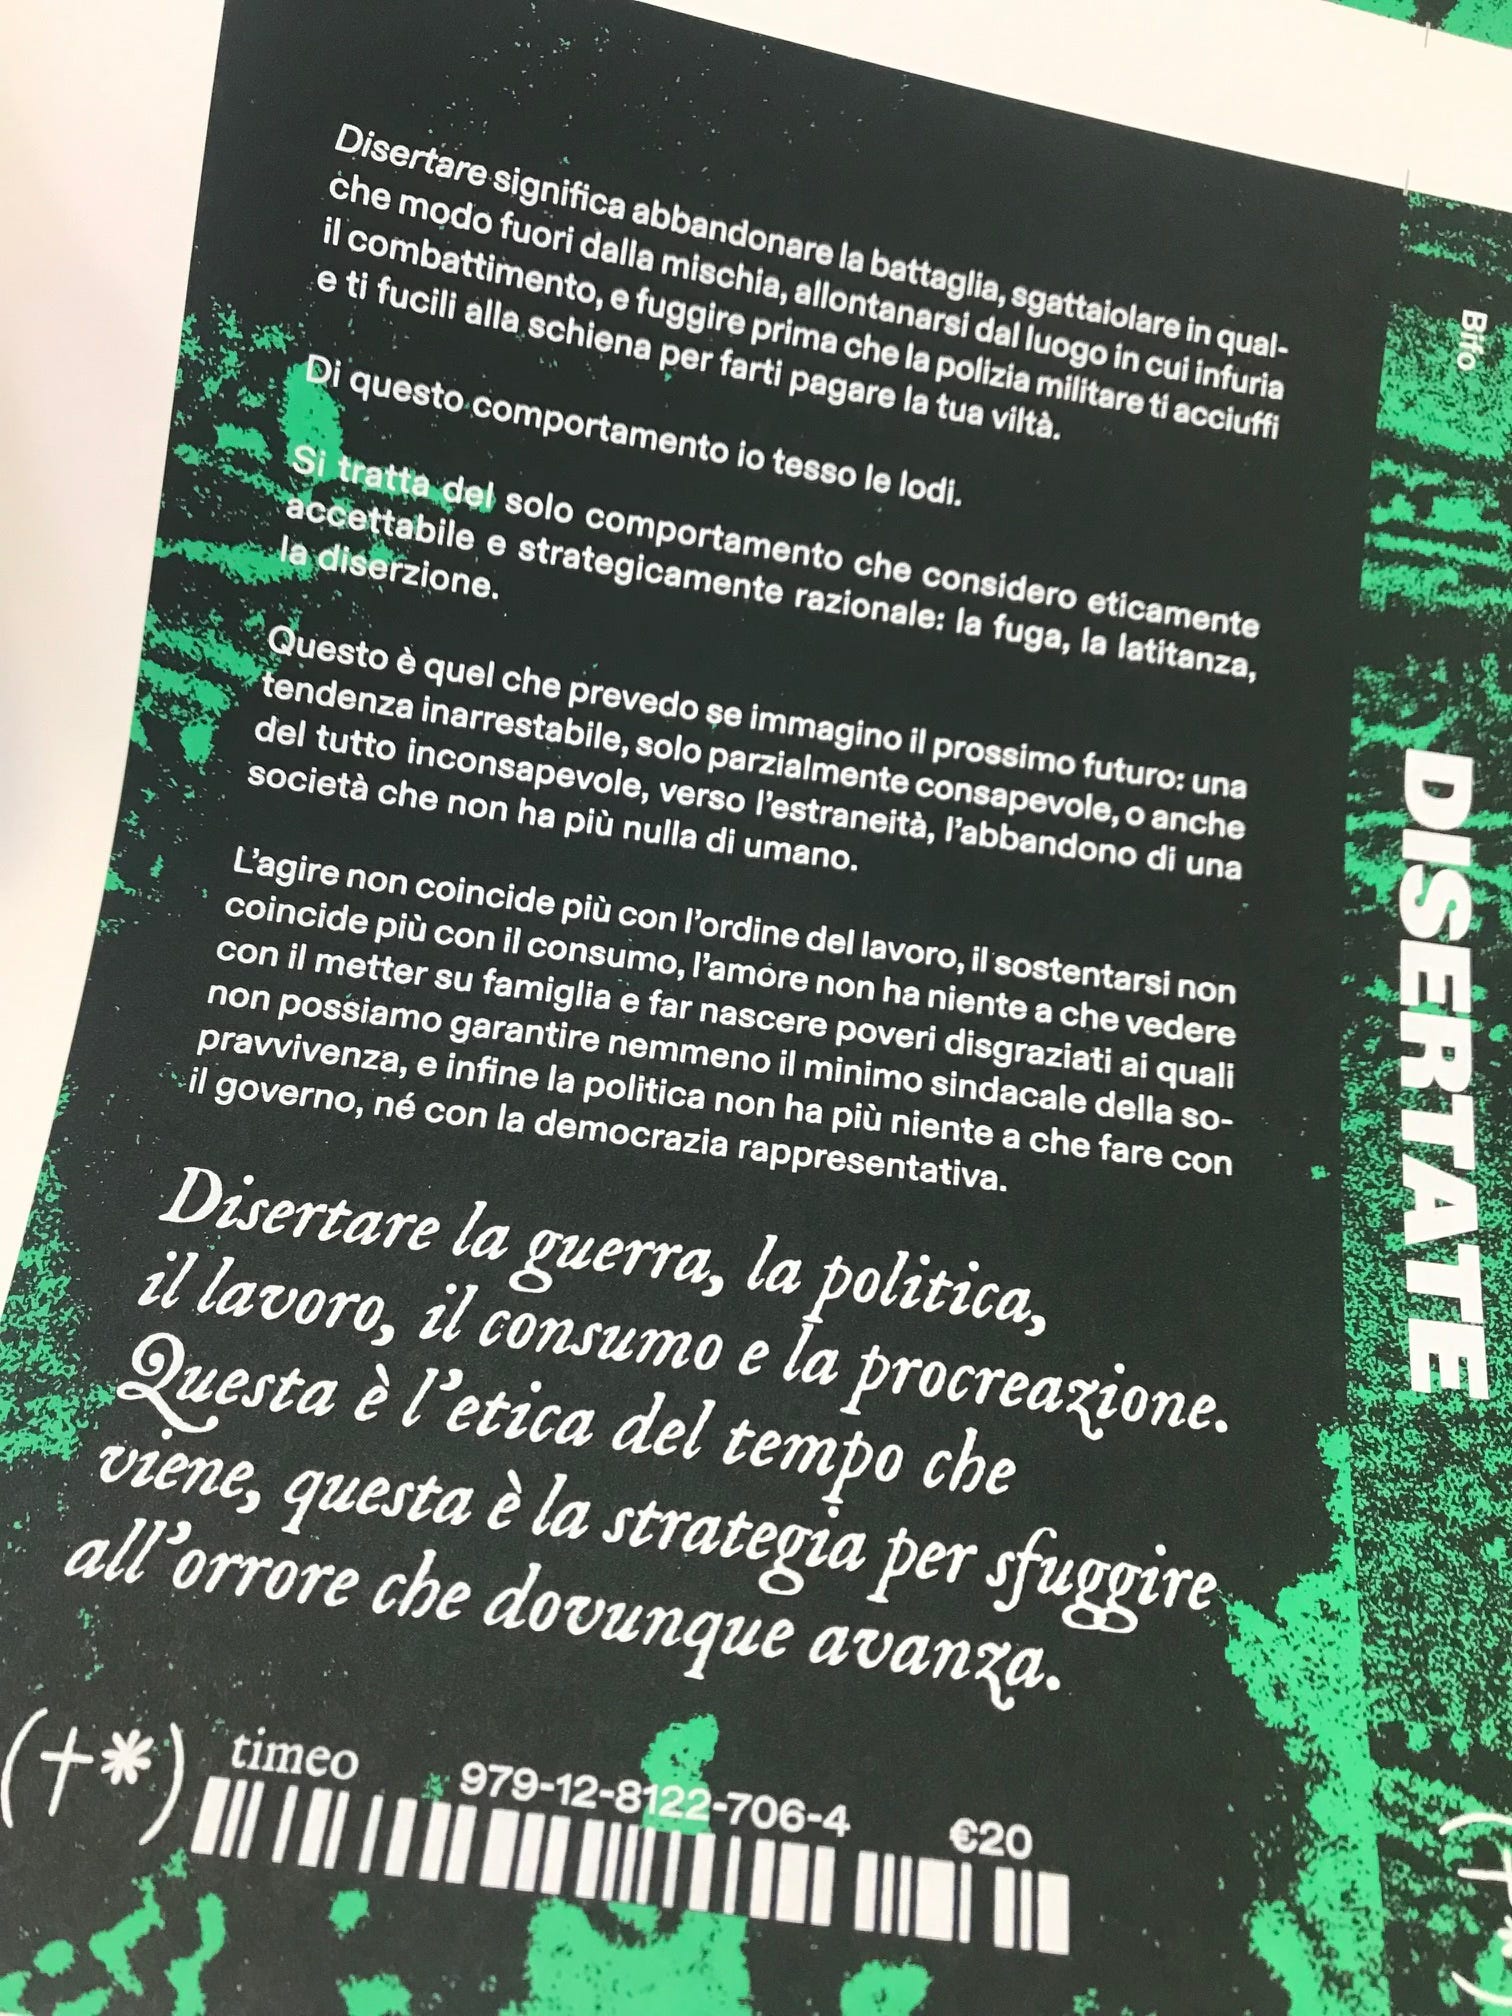 Disertare significa abbandonare la battaglia, sgattaiolare in qual-
che modo fuori dalla mischia, allontanarsi dal luogo in cui infuria
il combattimento, e fuggire prima che la polizia militare ti acciuffi
e ti fucili alla schiena per farti pagare la tua viltà.
Di questo comportamento io tesso le lodi.
Si tratta del solo comportamento che considero eticamente
accettabile e strategicamente razionale: la fuga, la latitanza,
la diserzione.
Questo è quel che prevedo se immagino il prossimo futuro: una
tendenza inarrestabile, solo parzialmente consapevole, o anche
del tutto inconsapevole, verso l’estraneità, l’abbandono di una
società che non ha più nulla di umano.
L’agire non coincide più con l’ordine del lavoro, il sostentarsi non
coincide più con il consumo, l’amore non ha niente a che vedere
con il metter su famiglia e far nascere poveri disgraziati ai quali
non possiamo garantire nemmeno il minimo sindacale della so-
pravvivenza, e infine la politica non ha più niente a che fare con
il governo, né con la democrazia rappresentativa.
Disertare la guerra, la politica,
il lavoro, il consumo e la procreazione.
Questa è l’etica del tempo che
viene, questa è la strategia per sfuggire
all’orrore che dovunque avanza.
(†*) timeo
979-12-8122-706-4 €20
Bifo
DISERTATE